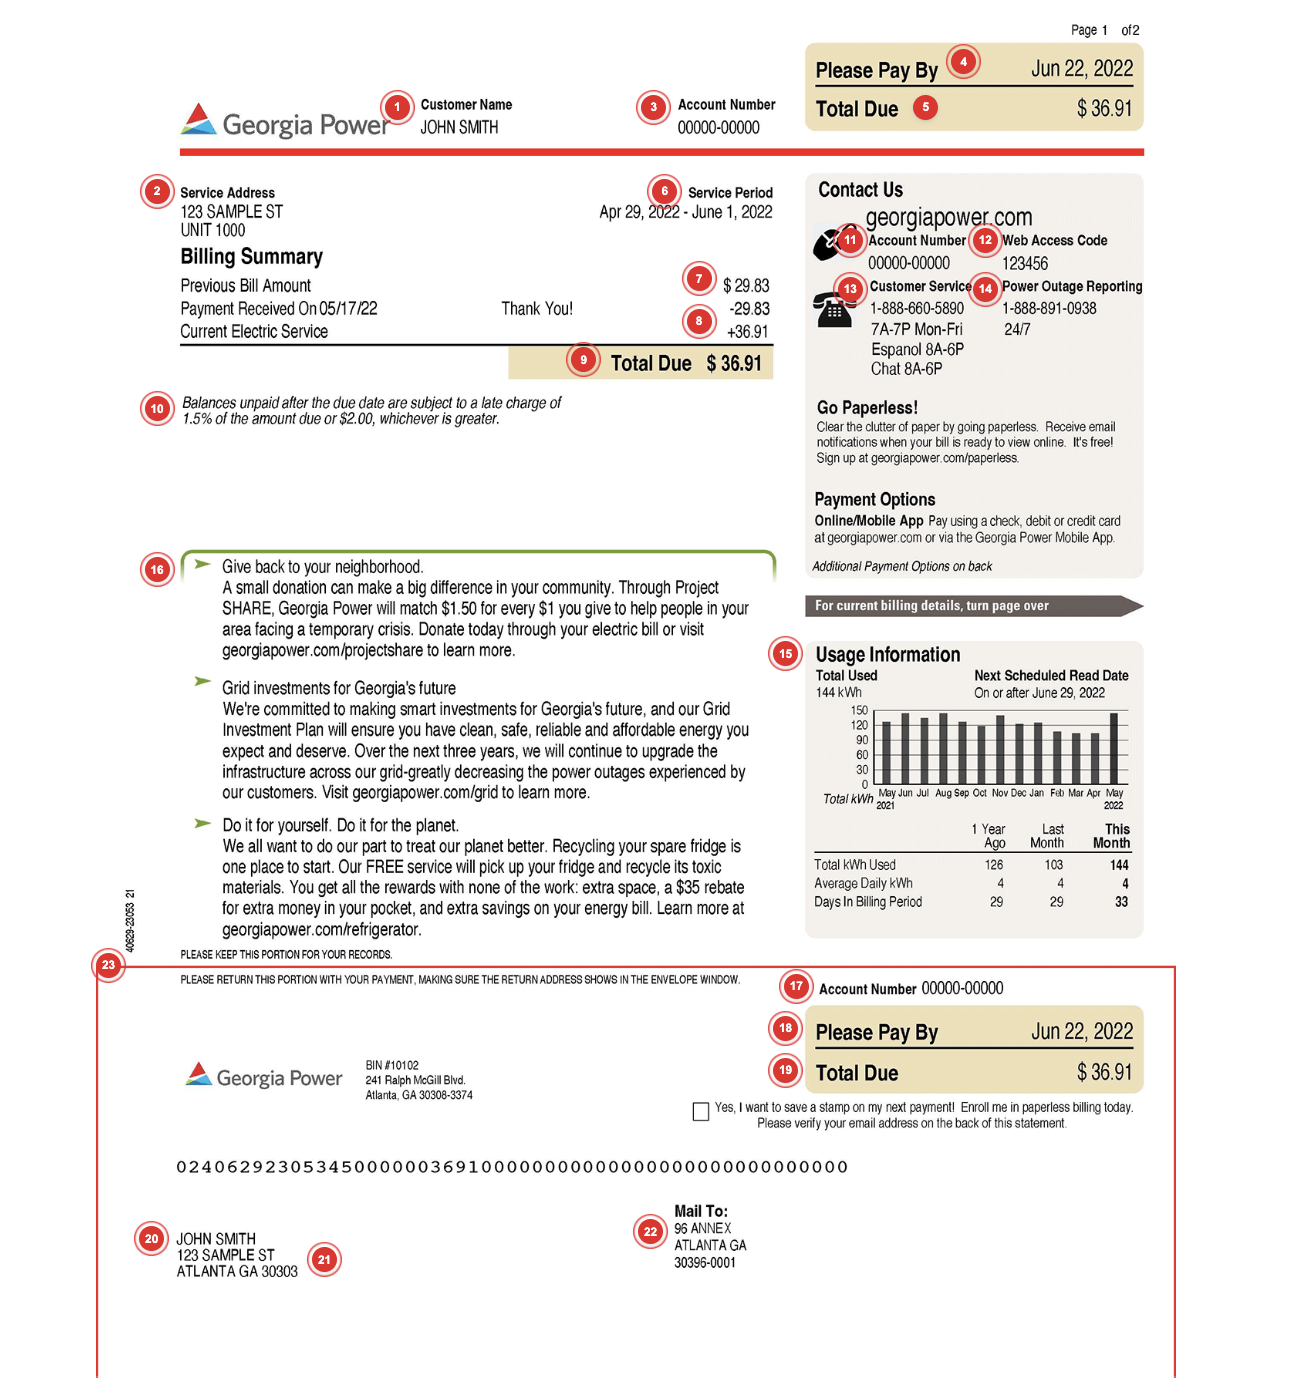 Page 1 of 2
Please Pay By 4 Jun 22, 2022
Total Due 5 $ 36.91
Georgia Power
1 Customer Name
JOHN SMITH
3 Account Number
00000-00000
2 Service Address
123 SAMPLE ST
UNIT 1000
6 Service Period
Apr 29, 2022 - June 1, 2022
Billing Summary
Previous Bill Amount 7 $ 29.83
Payment Received On 05/17/22 Thank You! -29.83
Current Electric Service 8 +36.91
9 Total Due $ 36.91
10 Balances unpaid after the due date are subject to a late charge of
1.5% of the amount due or $2.00, whichever is greater.
Contact Us
georgiapower.com
11 Account Number 12 Web Access Code
00000-00000 123456
13 Customer Service 14 Power Outage Reporting
1-888-660-5890 1-888-891-0938
7A-7P Mon-Fri 24/7
Espanol 8A-6P
Chat 8A-6P
Go Paperless!
Clear the clutter of paper by going paperless. Receive email
notifications when your bill is ready to view online. It's free!
Sign up at georgiapower.com/paperless.
Payment Options
Online/Mobile App Pay using a check, debit or credit card
at georgiapower.com or via the Georgia Power Mobile App.
Additional Payment Options on back
For current billing details, turn page over
16 Give back to your neighborhood.
A small donation can make a big difference in your community. Through Project
SHARE, Georgia Power will match $1.50 for every $1 you give to help people in your
area facing a temporary crisis. Donate today through your electric bill or visit
georgiapower.com/projectshare to learn more.
Grid investments for Georgia's future
We're committed to making smart investments for Georgia's future, and our Grid
Investment Plan will ensure you have clean, safe, reliable and affordable energy you
expect and deserve. Over the next three years, we will continue to upgrade the
infrastructure across our grid-greatly decreasing the power outages experienced by
our customers. Visit georgiapower.com/grid to learn more.
Do it for yourself. Do it for the planet.
We all want to do our part to treat our planet better. Recycling your spare fridge is
one place to start. Our FREE service will pick up your fridge and recycle its toxic
materials. You get all the rewards with none of the work: extra space, a $35 rebate
for extra money in your pocket, and extra savings on your energy bill. Learn more at
georgiapower.com/refrigerator.
15 Usage Information
Total Used Next Scheduled Read Date
144 kWh On or after June 29, 2022
150
120
90
60
30
0
Total kWh May Jun Jul Aug Sep Oct Nov Dec Jan Feb Mar Apr May
2021 2022
1 Year Last This
Ago Month Month
Total kWh Used 126 103 144
Average Daily kWh 4 4 4
Days In Billing Period 29 29 33
40629-23053 21
PLEASE KEEP THIS PORTION FOR YOUR RECORDS.
23
PLEASE RETURN THIS PORTION WITH YOUR PAYMENT, MAKING SURE THE RETURN ADDRESS SHOWS IN THE ENVELOPE WINDOW.
17 Account Number 00000-00000
18 Please Pay By Jun 22, 2022
19 Total Due $ 36.91
Georgia Power
BIN #10102
241 Ralph McGill Blvd.
Atlanta, GA 30308-3374
Yes, I want to save a stamp on my next payment! Enroll me in paperless billing today.
Please verify your email address on the back of this statement.
02406292305345000000369100000000000000000000000000000
20 JOHN SMITH
123 SAMPLE ST 21
ATLANTA GA 30303
Mail To:
22 96 ANNEX
ATLANTA GA
30396-0001